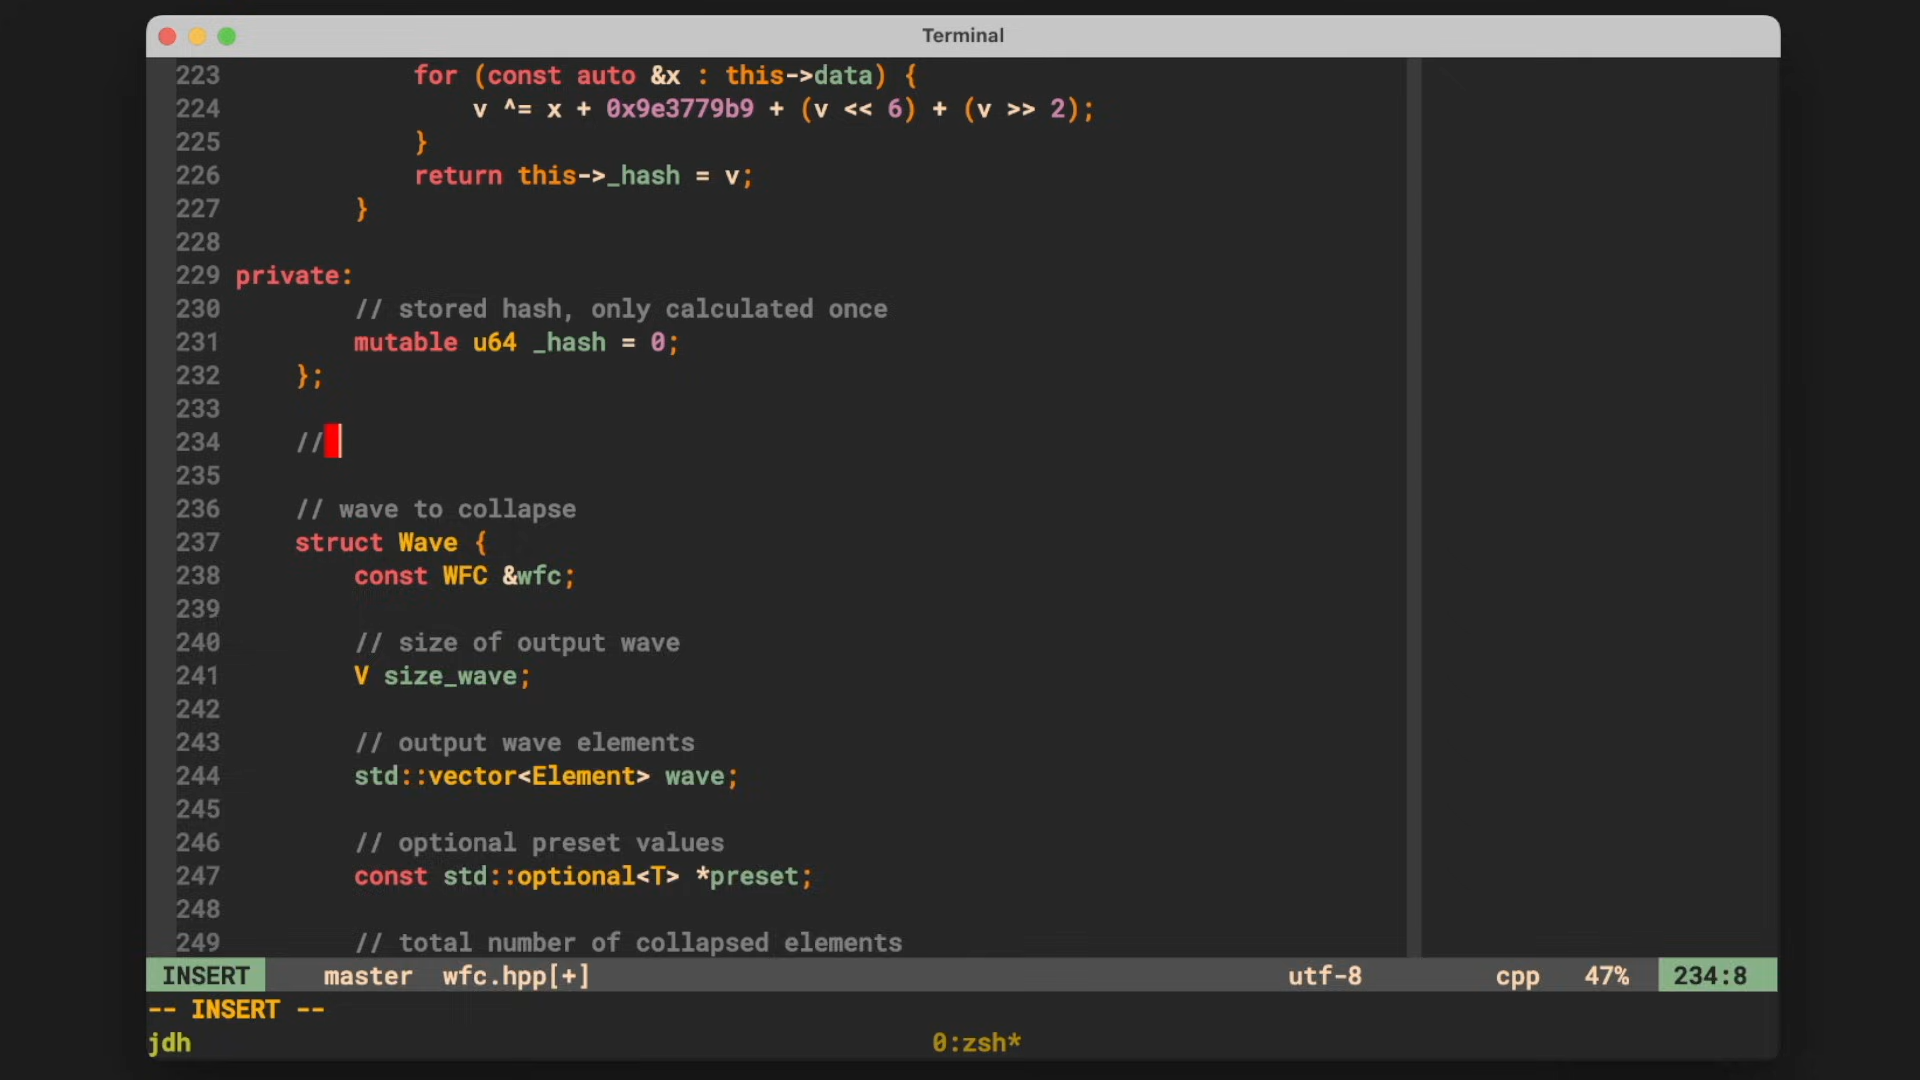 Terminal
223 for (const auto &x : this->data) {
224 v ^= x + 0x9e3779b9 + (v << 6) + (v >> 2);
225 }
226 return this->_hash = v;
227 }
228
229 private:
230 // stored hash, only calculated once
231 mutable u64 _hash = 0;
232 };
233
234 //
235
236 // wave to collapse
237 struct Wave {
238 const WFC &wfc;
239
240 // size of output wave
241 V size_wave;
242
243 // output wave elements
244 std::vector<Element> wave;
245
246 // optional preset values
247 const std::optional<T> *preset;
248
249 // total number of collapsed elements
INSERT master wfc.hpp[+] utf-8 cpp 47% 234:8
-- INSERT --
jdh 0:zsh*